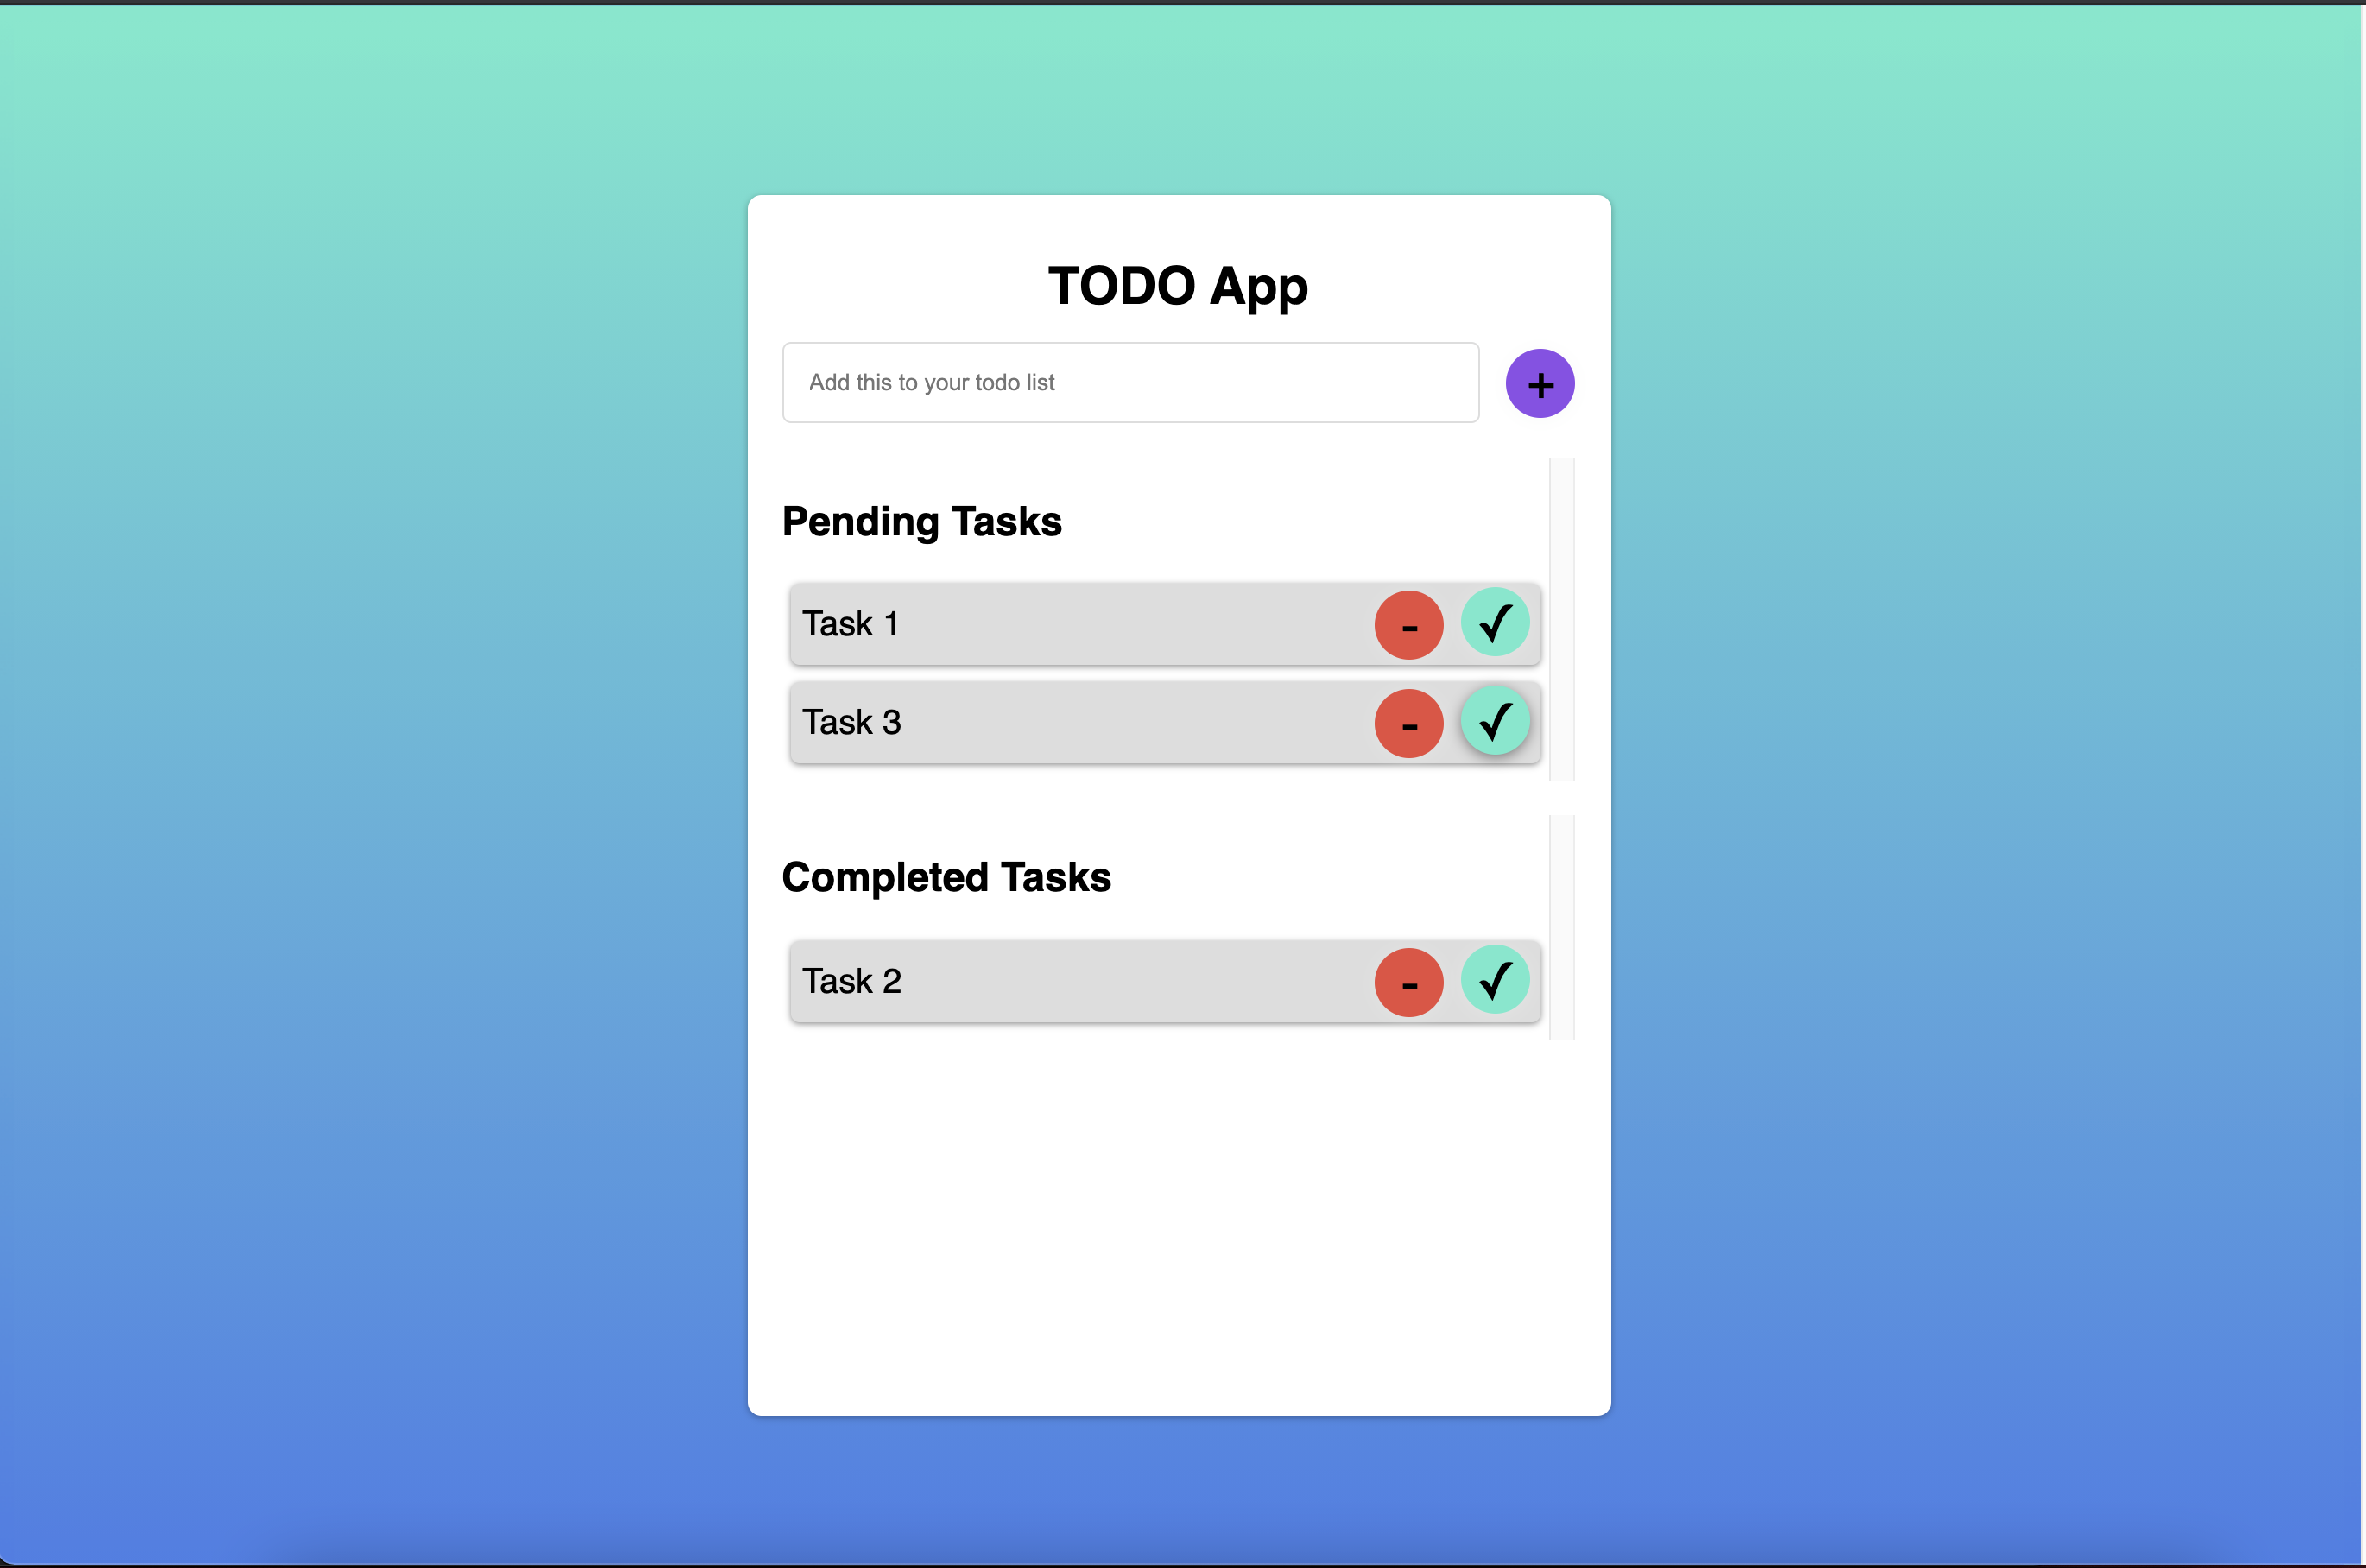 TODO App
Add this to your todo list
+
Pending Tasks
Task 1 - ✓
Task 3 - ✓
Completed Tasks
Task 2 - ✓